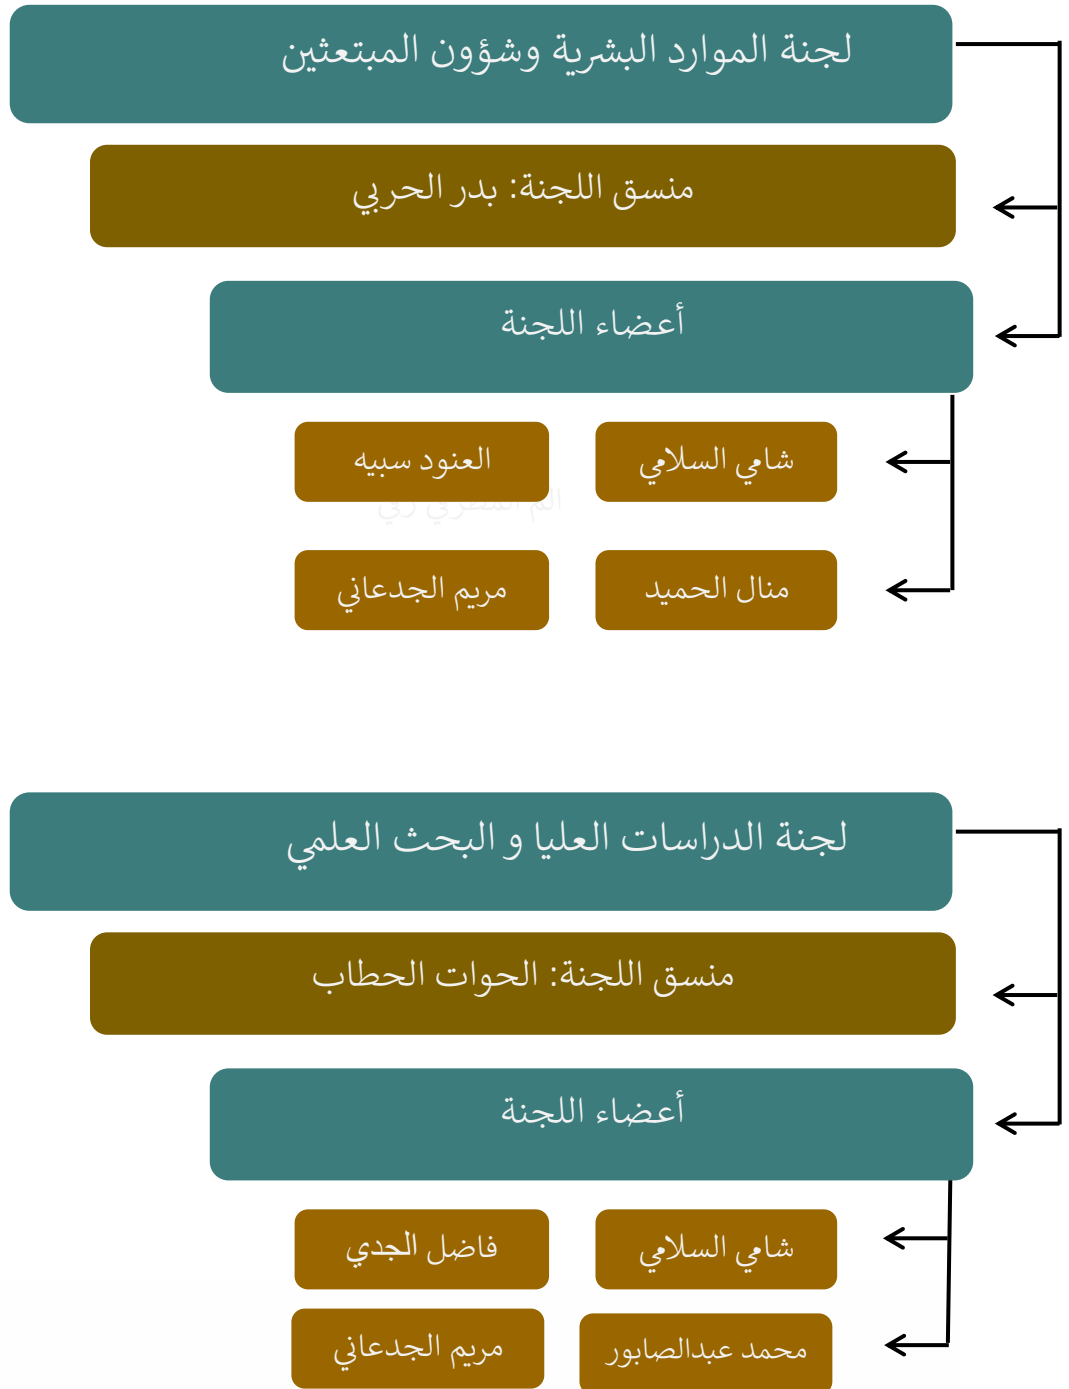 لجنة الموارد البشرية وشؤون المبتعثين
منسق اللجنة: بدر الحربي
أعضاء اللجنة
شامي السلامي
العنود سبيه
منال الحميد
مريم الجدعاني
لجنة الدراسات العليا و البحث العلمي
منسق اللجنة: الحوات الحطاب
أعضاء اللجنة
شامي السلامي
فاضل الجدي
محمد عبدالصابور
مريم الجدعاني